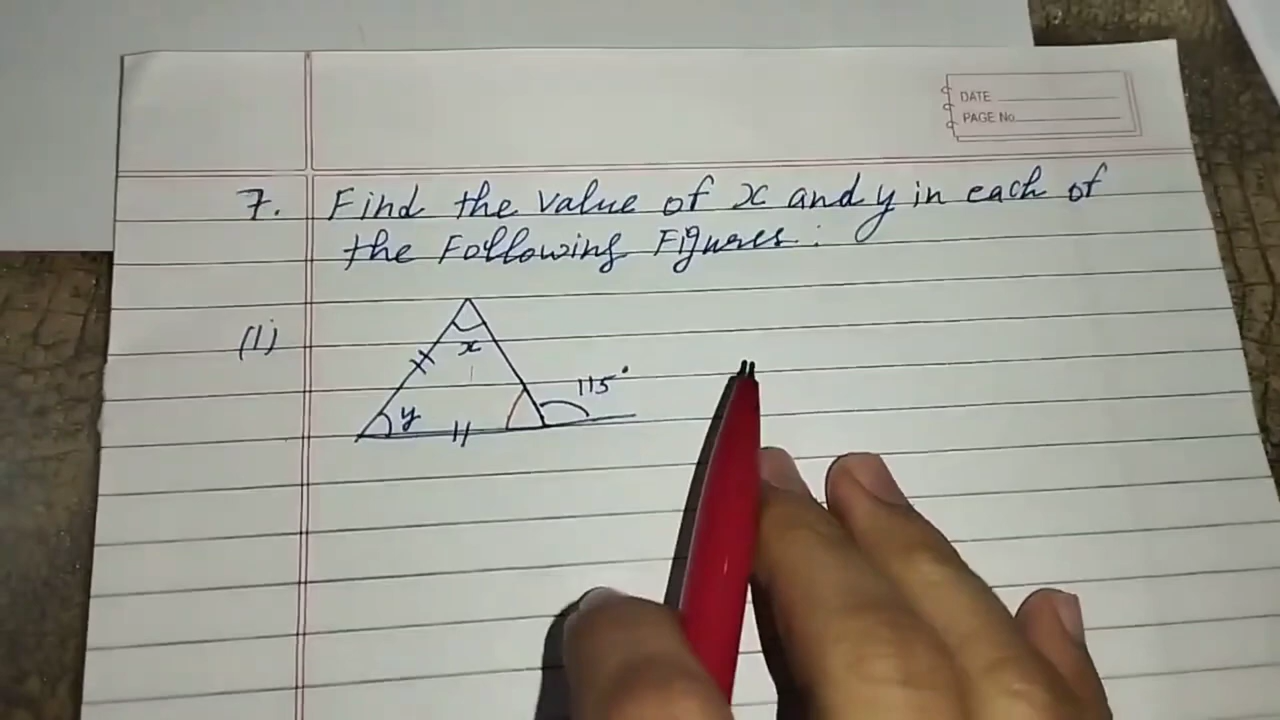 DATE
PAGE No.
7. Find the value of x and y in each of
the Following Figures:
(1)
x
115°
y